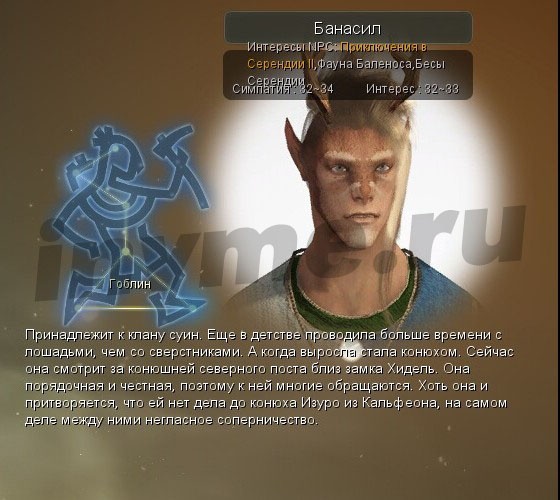 Банасил
Интересы NPC: Приключения в
Серендии II,Фауна Баленоса,Бесы
Серендии
Симпатия : 32~34 Интерес : 32~33
Гоблин
Принадлежит к клану суин. Еще в детстве проводила больше времени с
лошадьми, чем со сверстниками. А когда выросла стала конюхом. Сейчас
она смотрит за конюшней северного поста близ замка Хидель. Она
порядочная и честная, поэтому к ней многие обращаются. Хоть она и
притворяется, что ей нет дела до конюха Изуро из Кальфеона, на самом
деле между ними негласное соперничество.